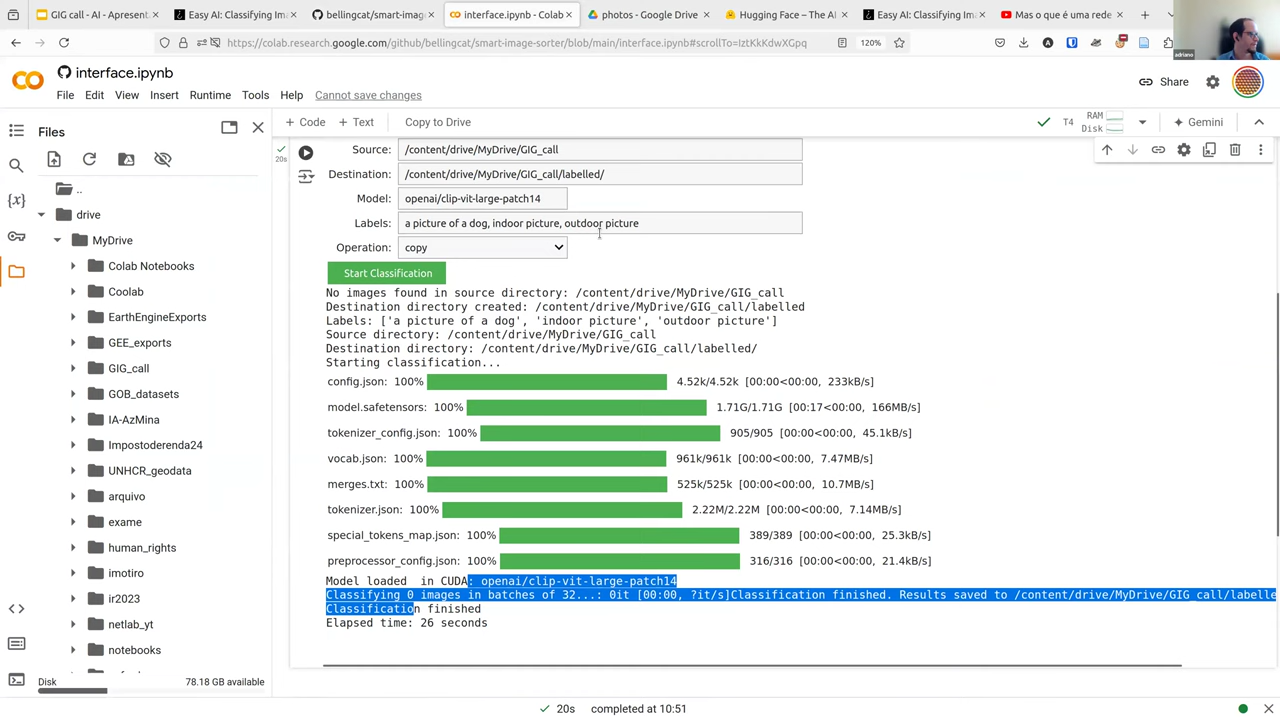 GIG call - AI - Apresent
Easy AI: Classifying Ima
bellingcat/smart-imag
interface.ipynb - Colab
photos - Google Drive
Hugging Face – The AI
Easy AI: Classifying Ima
Mas o que é uma rede
https://colab.research.google.com/github/bellingcat/smart-image-sorter/blob/main/interface.ipynb#scrollTo=IztKkKdwXGpq
120%
adriano
interface.ipynb
File Edit View Insert Runtime Tools Help Cannot save changes
Share
+ Code + Text Copy to Drive
T4 RAM Disk
Gemini
Files
..
drive
MyDrive
Colab Notebooks
Coolab
EarthEngineExports
GEE_exports
GIG_call
GOB_datasets
IA-AzMina
Impostoderenda24
UNHCR_geodata
arquivo
exame
human_rights
imotiro
ir2023
netlab_yt
notebooks
Disk 78.18 GB available
20s
Source: /content/drive/MyDrive/GIG_call
Destination: /content/drive/MyDrive/GIG_call/labelled/
Model: openai/clip-vit-large-patch14
Labels: a picture of a dog, indoor picture, outdoor picture
Operation: copy
Start Classification
No images found in source directory: /content/drive/MyDrive/GIG_call
Destination directory created: /content/drive/MyDrive/GIG_call/labelled
Labels: ['a picture of a dog', 'indoor picture', 'outdoor picture']
Source directory: /content/drive/MyDrive/GIG_call
Destination directory: /content/drive/MyDrive/GIG_call/labelled/
Starting classification...
config.json: 100% 4.52k/4.52k [00:00<00:00, 233kB/s]
model.safetensors: 100% 1.71G/1.71G [00:17<00:00, 166MB/s]
tokenizer_config.json: 100% 905/905 [00:00<00:00, 45.1kB/s]
vocab.json: 100% 961k/961k [00:00<00:00, 7.47MB/s]
merges.txt: 100% 525k/525k [00:00<00:00, 10.7MB/s]
tokenizer.json: 100% 2.22M/2.22M [00:00<00:00, 7.14MB/s]
special_tokens_map.json: 100% 389/389 [00:00<00:00, 25.3kB/s]
preprocessor_config.json: 100% 316/316 [00:00<00:00, 21.4kB/s]
Model loaded  in CUDA: openai/clip-vit-large-patch14
Classifying 0 images in batches of 32...: 0it [00:00, ?it/s]Classification finished. Results saved to /content/drive/MyDrive/GIG_call/labelle
Classification finished
Elapsed time: 26 seconds
20s completed at 10:51